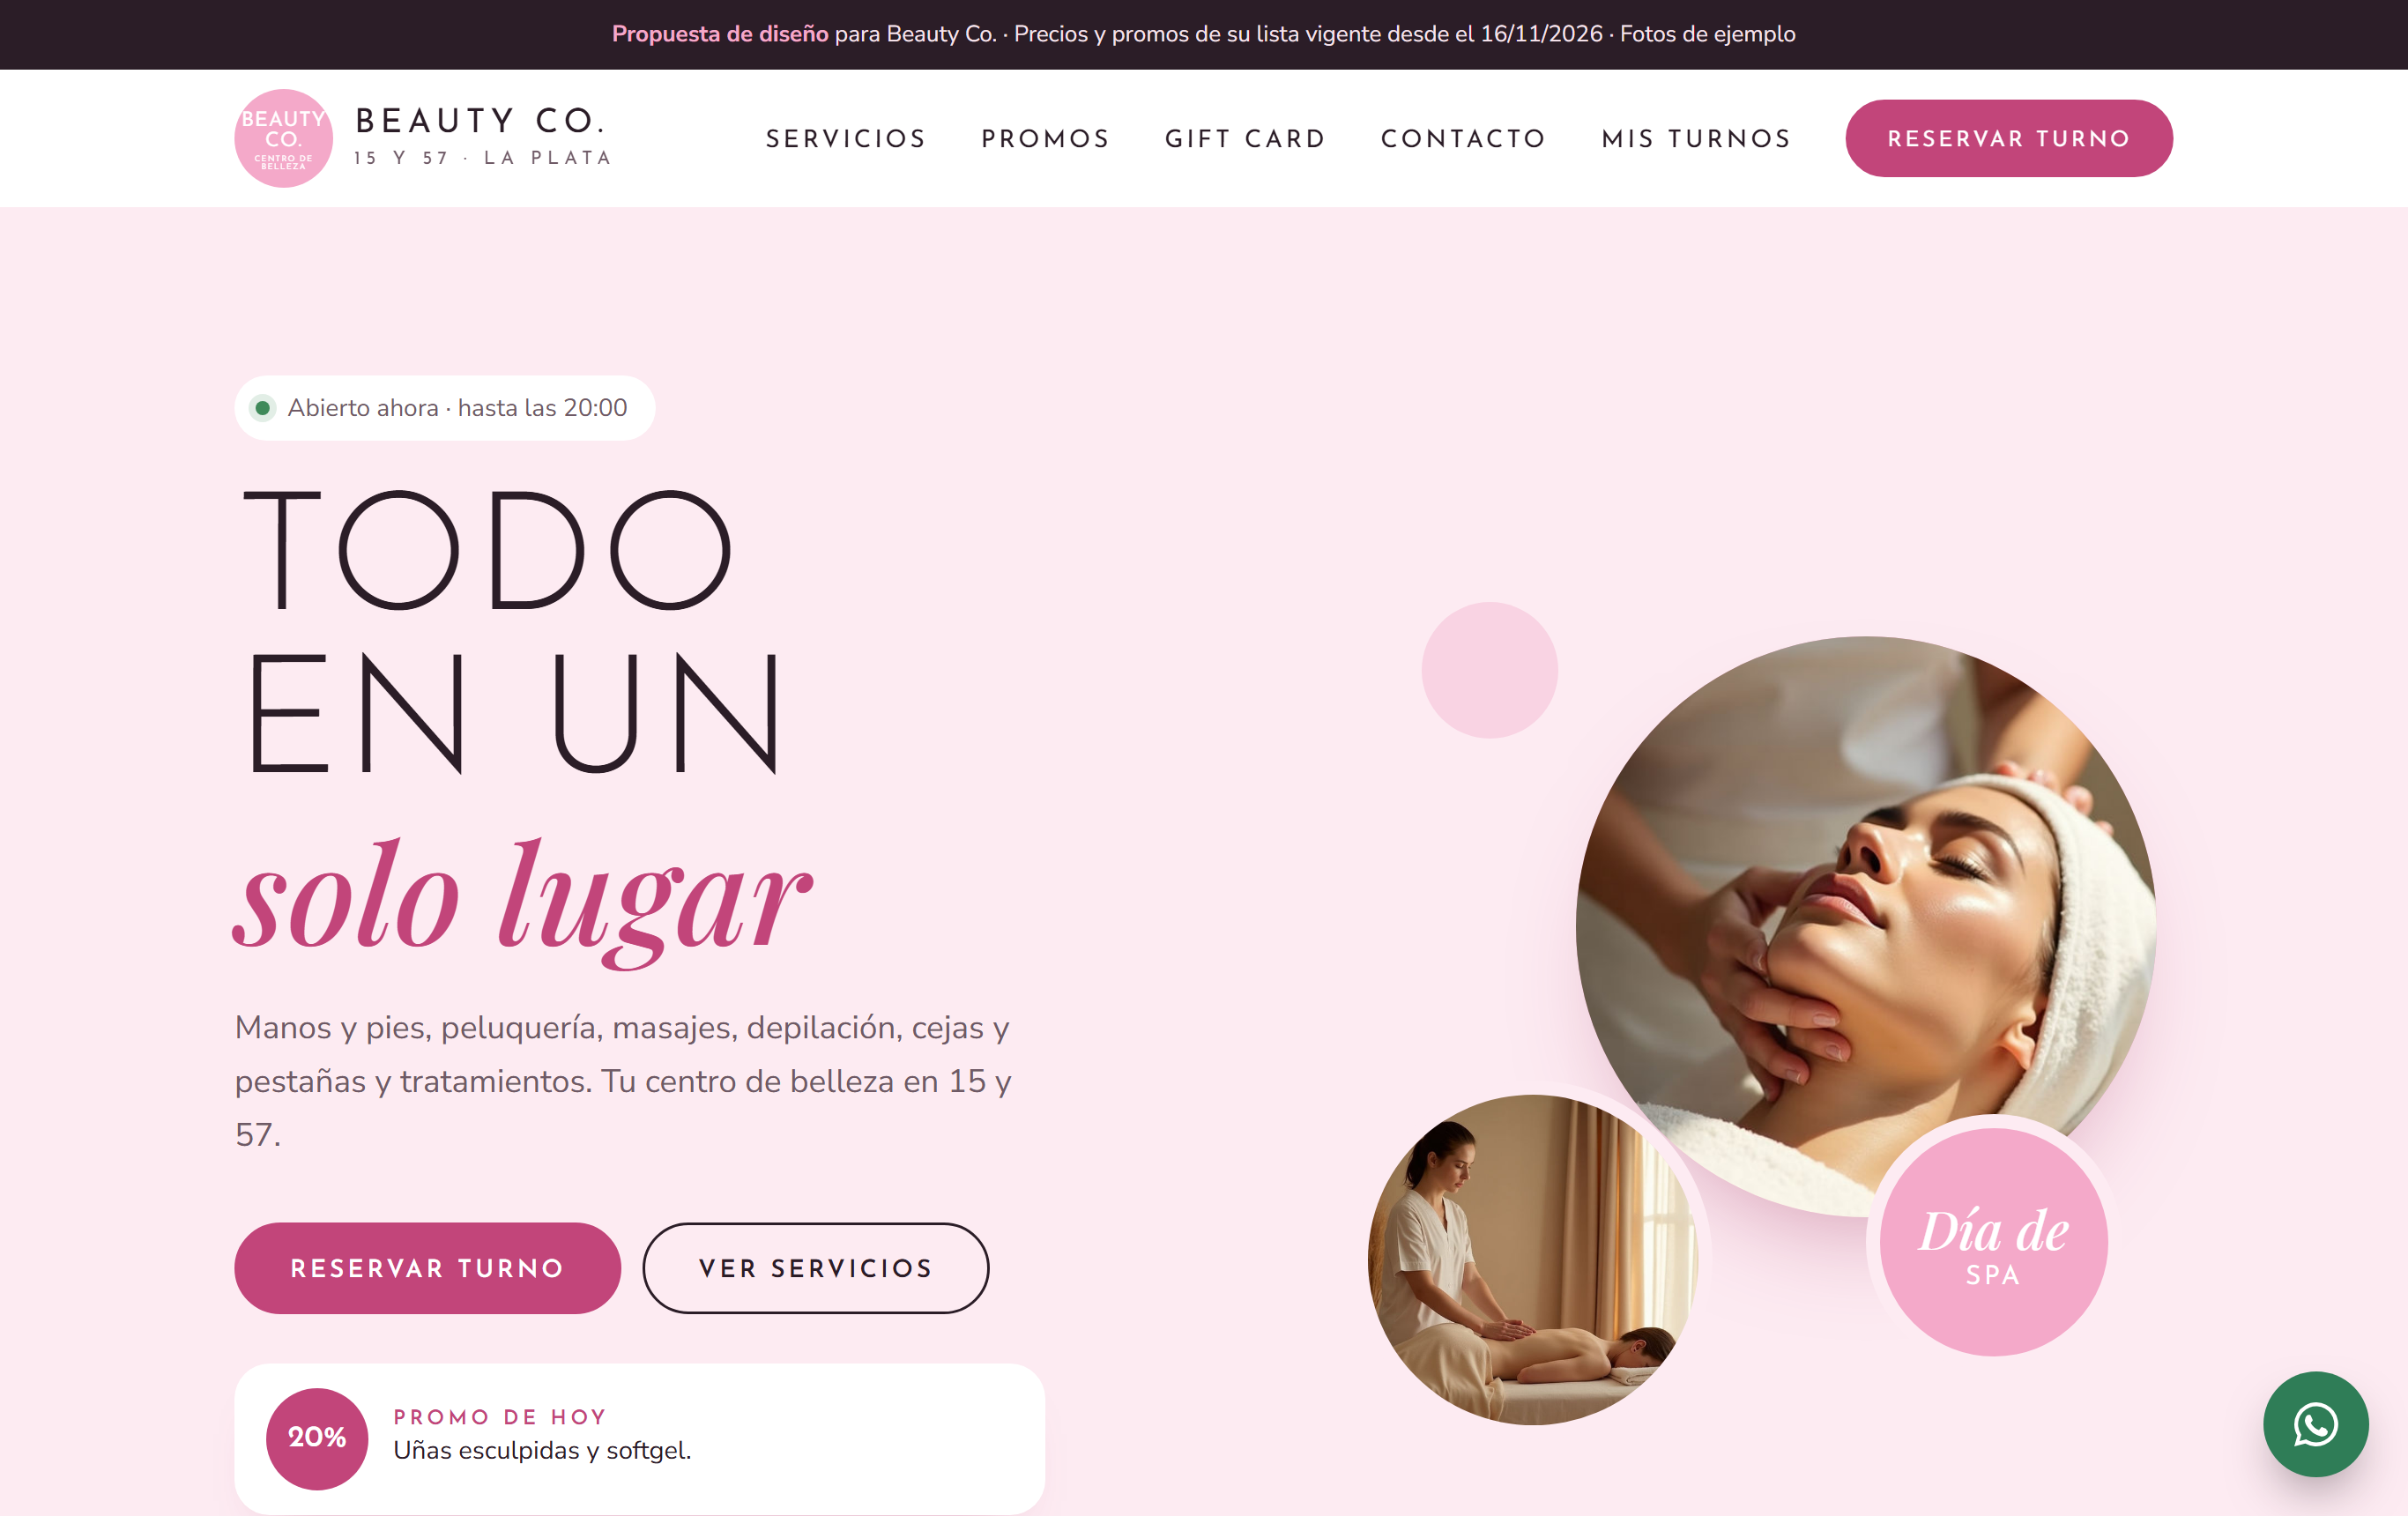 Propuesta de diseño para Beauty Co. · Precios y promos de su lista vigente desde el 16/11/2026 · Fotos de ejemplo
BEAUTY
CO.
CENTRO DE
BELLEZA
BEAUTY CO.
15 Y 57 · LA PLATA
SERVICIOS
PROMOS
GIFT CARD
CONTACTO
MIS TURNOS
RESERVAR TURNO
Abierto ahora · hasta las 20:00
TODO
EN UN
solo lugar
Manos y pies, peluquería, masajes, depilación, cejas y
pestañas y tratamientos. Tu centro de belleza en 15 y
57.
RESERVAR TURNO
VER SERVICIOS
Día de
SPA
20%
PROMO DE HOY
Uñas esculpidas y softgel.